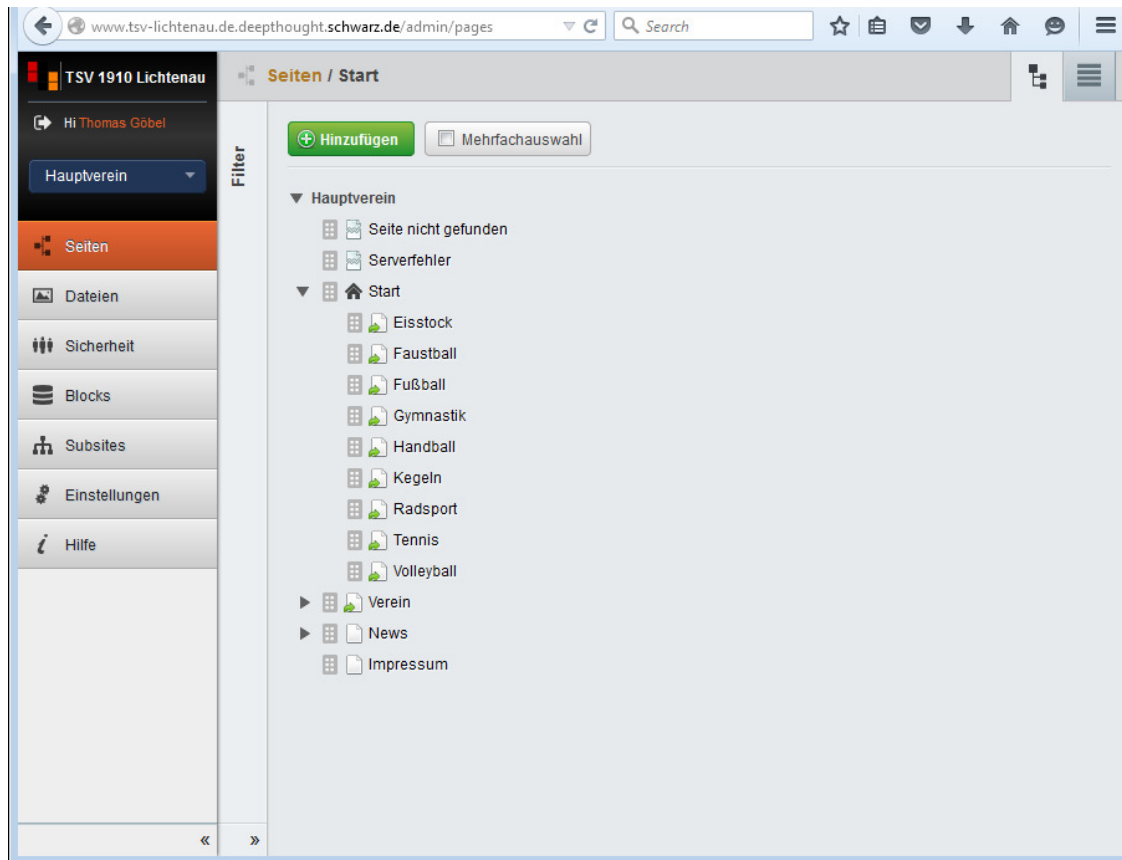 www.tsv-lichtenau.de.deepthought.schwarz.de/admin/pages
Search
TSV 1910 Lichtenau
Hi Thomas Göbel
Hauptverein
Seiten
Dateien
Sicherheit
Blocks
Subsites
Einstellungen
Hilfe
«
»
Filter
Seiten / Start
Hinzufügen
Mehrfachauswahl
Hauptverein
Seite nicht gefunden
Serverfehler
Start
Eisstock
Faustball
Fußball
Gymnastik
Handball
Kegeln
Radsport
Tennis
Volleyball
Verein
News
Impressum